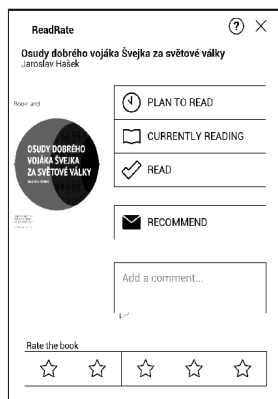 ReadRate
Osudy dobrého vojáka Švejka za světové války
Jaroslav Hašek
OSUDY DOBRÉHO
VOJÁKA ŠVEJKA
ZA SVĚTOVÉ VÁLKY
PLAN TO READ
CURRENTLY READING
READ
RECOMMEND
Add a comment...
Rate the book